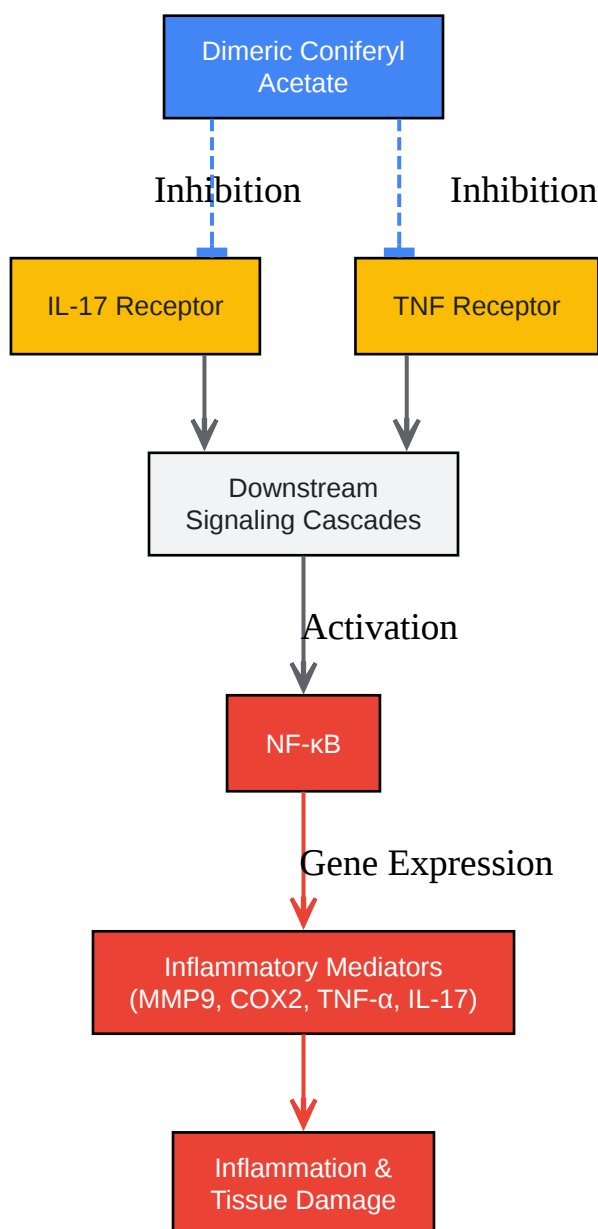 Dimeric Coniferyl
Acetate
Inhibition
Inhibition
IL-17 Receptor
TNF Receptor
Downstream
Signaling Cascades
Activation
NF-κB
Gene Expression
Inflammatory Mediators
(MMP9, COX2, TNF-α, IL-17)
Inflammation &
Tissue Damage